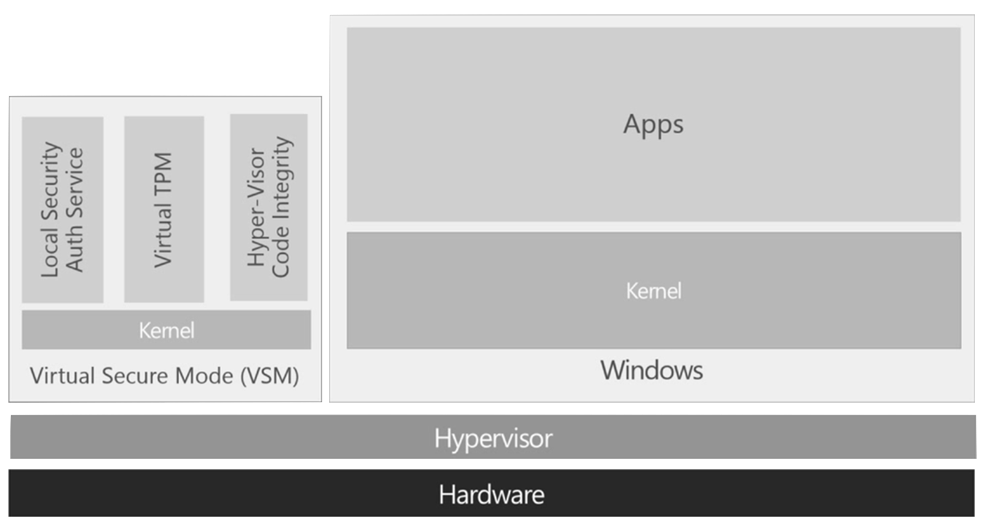 Local Security
Auth Service
Virtual TPM
Hyper-Visor
Code Integrity
Kernel
Virtual Secure Mode (VSM)
Apps
Kernel
Windows
Hypervisor
Hardware